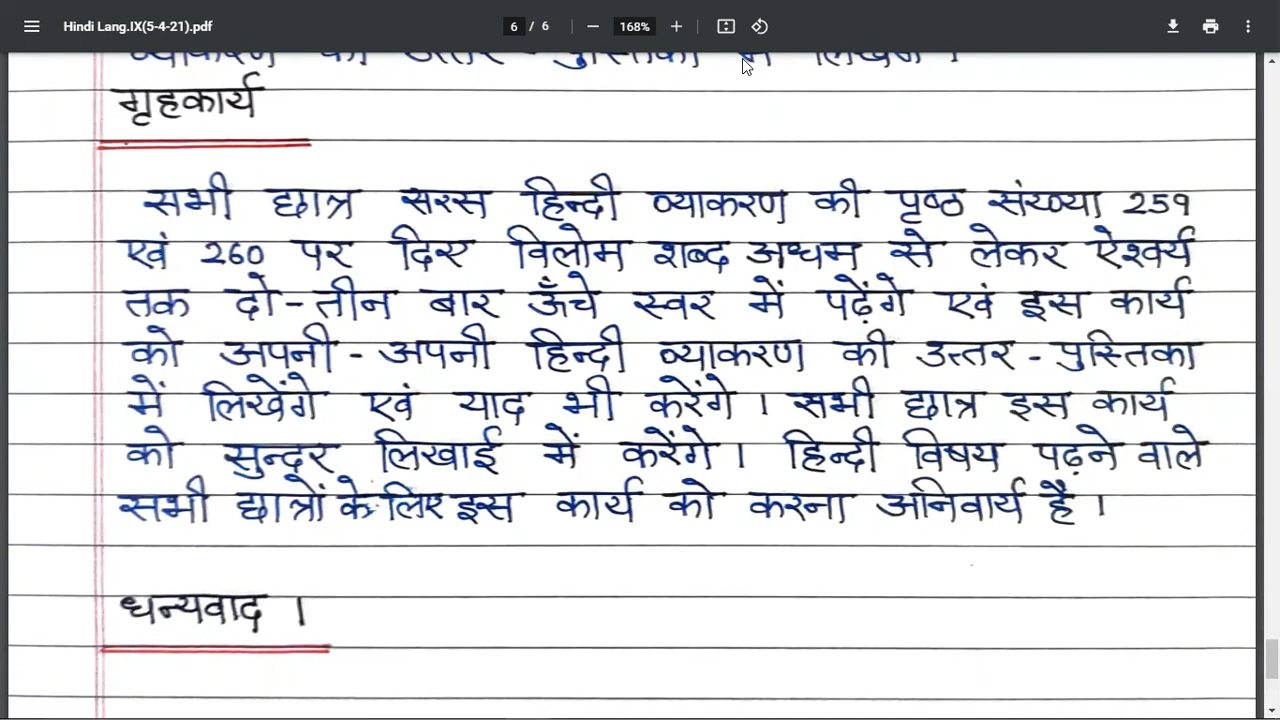 Hindi Lang.IX(5-4-21).pdf
6 / 6
168%
गृहकार्य
सभी छात्र सरस हिन्दी व्याकरण की पृष्ठ संख्या 259
एवं 260 पर दिए विलोम शब्द अधम से लेकर ऐश्वर्य
तक दो-तीन बार ऊँचे स्वर में पढ़ेंगे एवं इस कार्य
को अपनी-अपनी हिन्दी व्याकरण की उत्तर-पुस्तिका
में लिखेंगे एवं याद भी करेंगे। सभी छात्र इस कार्य
को सुन्दर लिखाई में करेंगे। हिन्दी विषय पढ़ने वाले
सभी छात्रों के लिए इस कार्य को करना अनिवार्य है।
धन्यवाद।